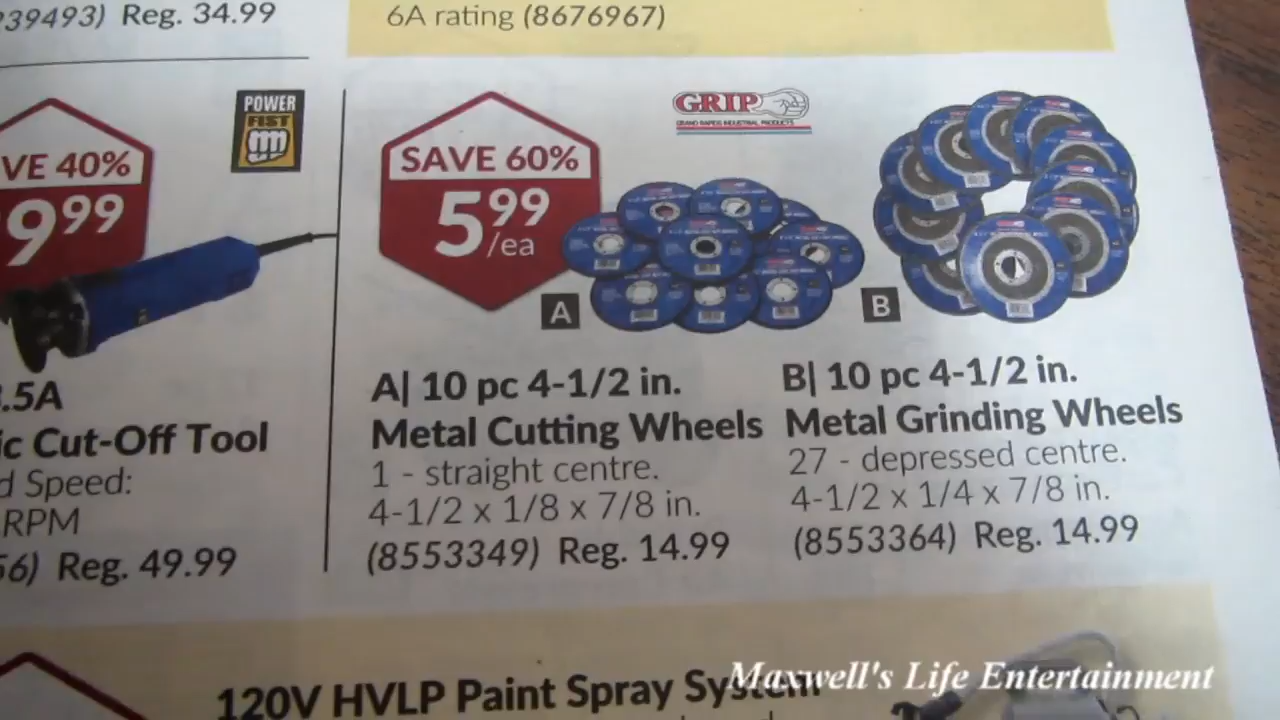 39493) Reg. 34.99
6A rating (8676967)
POWER
FIST
VE 40%
9.99
.5A
ic Cut-Off Tool
d Speed:
RPM
56) Reg. 49.99
SAVE 60%
5.99
/ea
GRIP
GRAND RAPIDS INDUSTRIAL PRODUCTS
A
B
A| 10 pc 4-1/2 in.
Metal Cutting Wheels
1 - straight centre.
4-1/2 x 1/8 x 7/8 in.
(8553349) Reg. 14.99
B| 10 pc 4-1/2 in.
Metal Grinding Wheels
27 - depressed centre.
4-1/2 x 1/4 x 7/8 in.
(8553364) Reg. 14.99
120V HVLP Paint Spray System
Maxwell's Life Entertainment